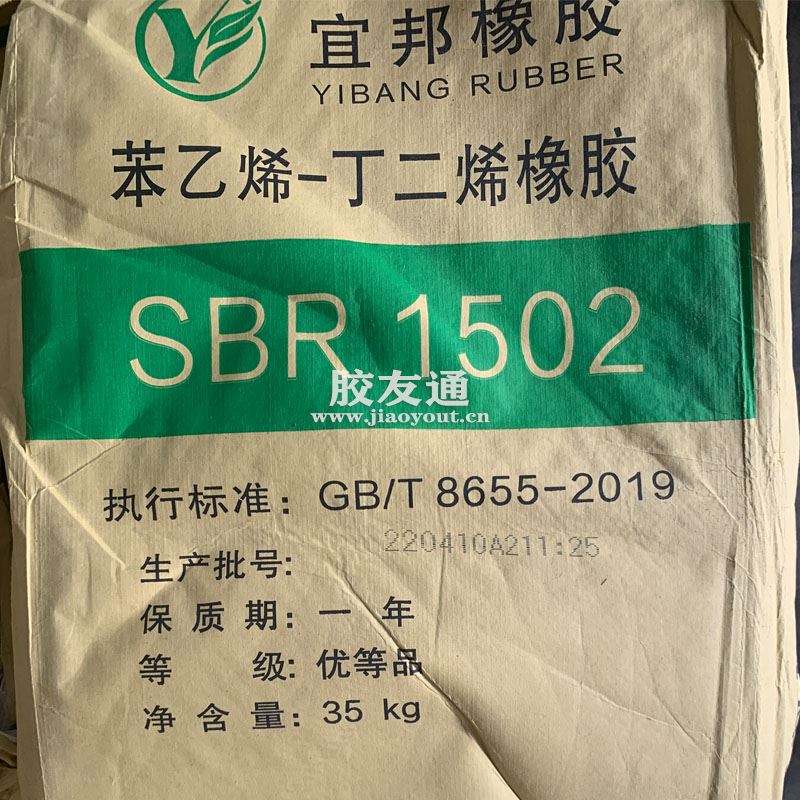 宜邦橡胶
YIBANG RUBBER
苯乙烯-丁二烯橡胶
SBR 1502
胶友通
www.jiaoyout.cn
执行标准：GB/T 8655-2019
生产批号：220410A211:25
保质期：一年
等级：优等品
净含量：35 kg